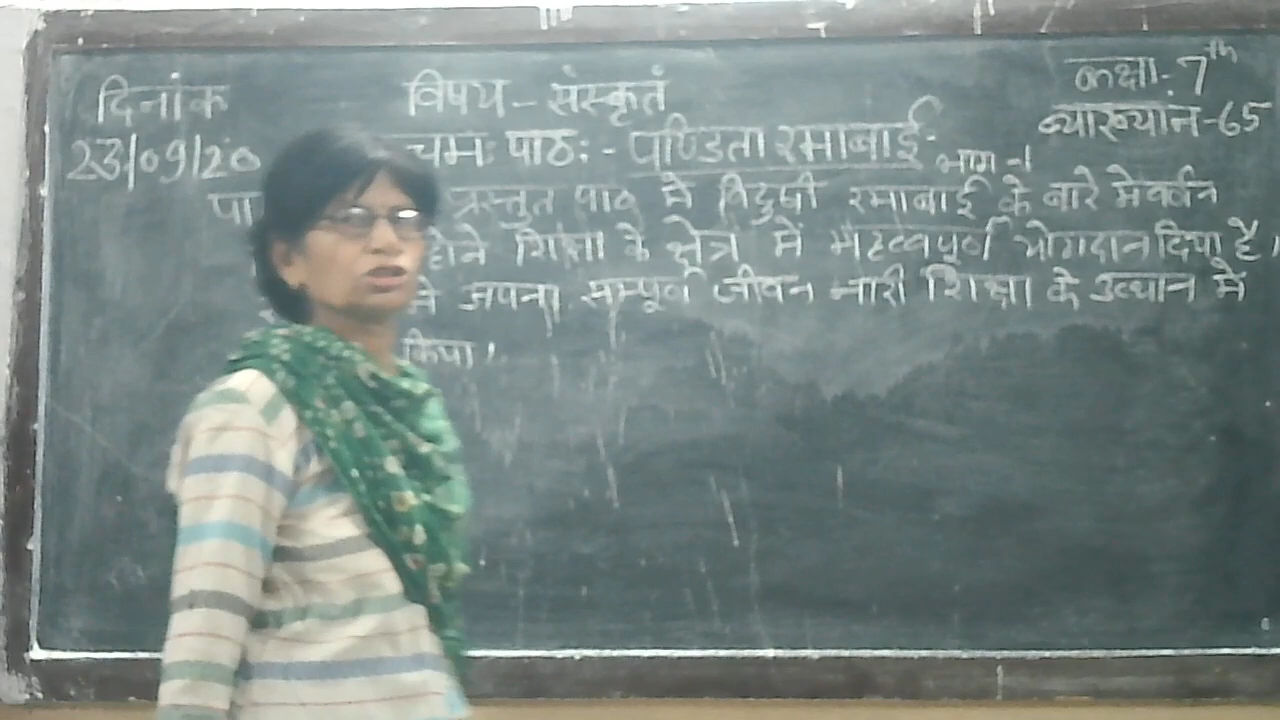 दिनांक विषय - संस्कृतं कक्षा - 7th
23/09/20 व्याख्यान-65
चमः पाठः - पण्डिता रमाबाई - भाग -1
पा प्रस्तुत पाठ में विदुषी रमाबाई के बारे में वर्णन
होंने शिक्षा के क्षेत्र में महत्वपूर्ण योगदान दिया है।
ने अपना सम्पूर्ण जीवन नारी शिक्षा के उत्थान में
किया।